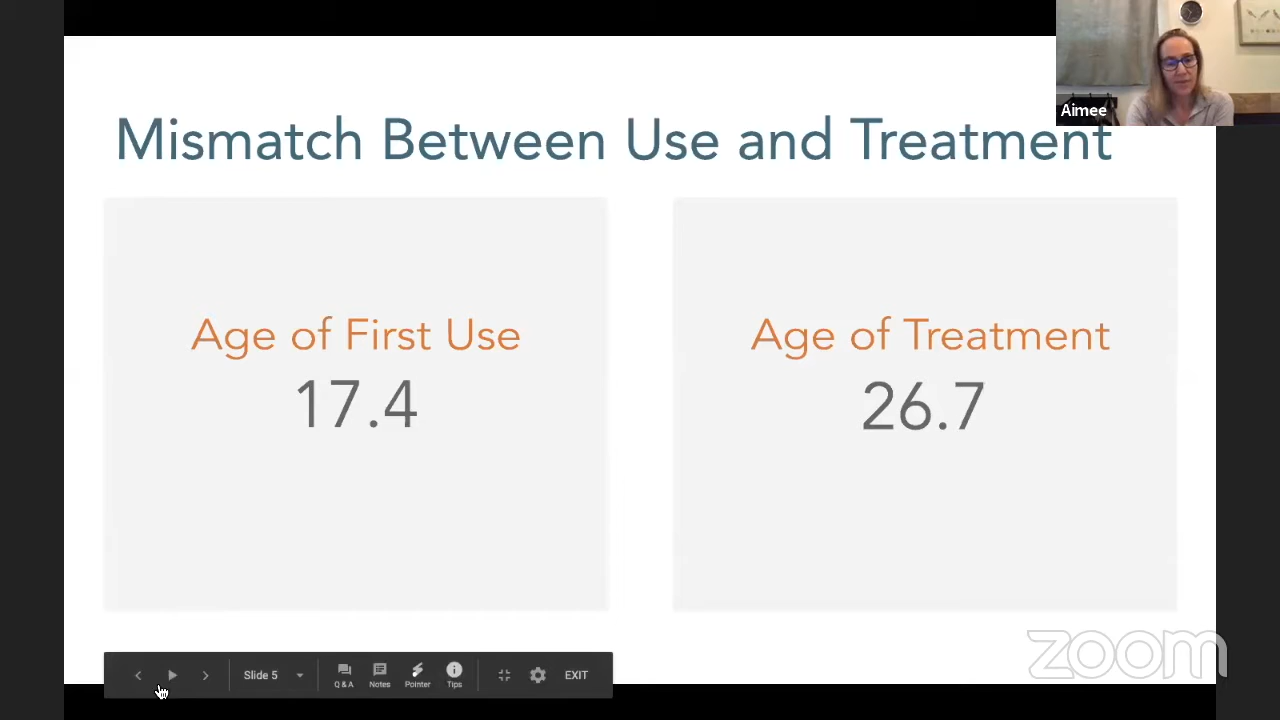 Aimee
Mismatch Between Use and Treatment
Age of First Use
17.4
Age of Treatment
26.7
Slide 5
Q & A
Notes
Pointer
Tips
EXIT
zoom